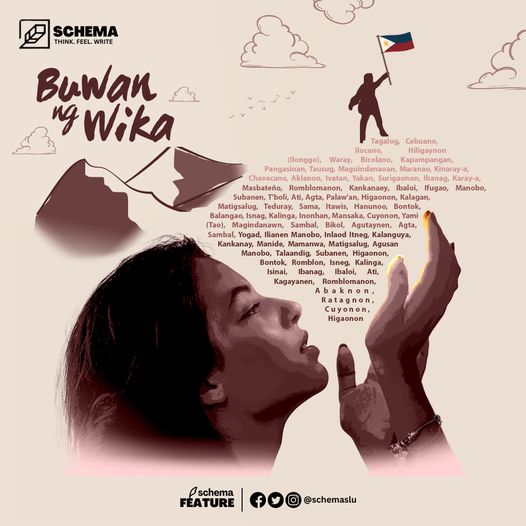 SCHEMA
THINK. FEEL. WRITE
Buwan
ng
Wika
Tagalog, Cebuano,
Ilocano, Hiligaynon
(Ilonggo), Waray, Bicolano, Kapampangan,
Pangasinan, Tausug, Maguindanaoan, Maranao, Kinaray-a,
Chavacano, Aklanon, Ivatan, Yakan, Surigaonon, Ibanag, Karay-a,
Masbateño, Romblomanon, Kankanaey, Ibaloi, Ifugao, Manobo,
Subanen, T'boli, Ati, Agta, Palaw'an, Higaonon, Kalagan,
Matigsalug, Teduray, Sama, Itawis, Hanunoo, Bontok,
Balangao, Isnag, Kalinga, Inonhan, Mansaka, Cuyonon, Yami
(Tao), Magindanawn, Sambal, Bikol, Agutaynen, Agta,
Sambal, Yogad, Ilianen Manobo, Inlaod Itneg, Kalanguya,
Kankanay, Manide, Mamanwa, Matigsalug, Agusan
Manobo, Talaandig, Subanen, Higaonon,
Bontok, Romblon, Isneg, Kalinga,
Isinai, Ibanag, Ibaloi, Ati,
Kagayanen, Romblomanon,
Abaknon,
Ratagnon,
Cuyonon,
Higaonon
schema
FEATURE
@schemaslu